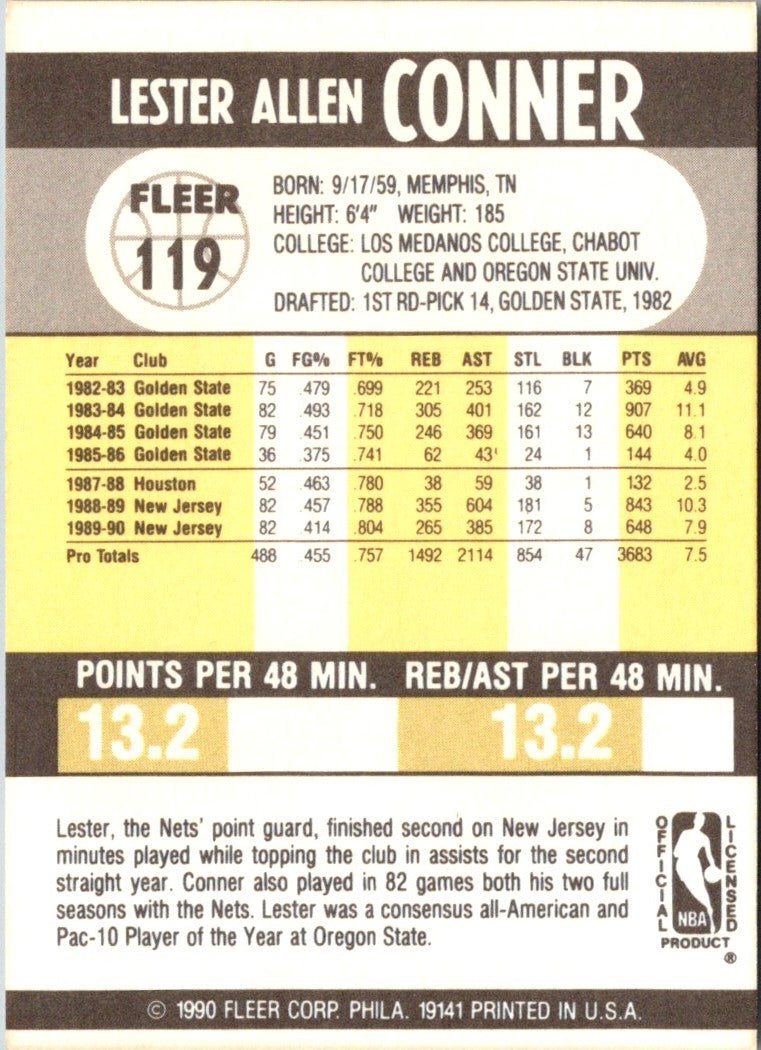 LESTER ALLEN CONNER
FLEER
119
BORN: 9/17/59, MEMPHIS, TN
HEIGHT: 6'4" WEIGHT: 185
COLLEGE: LOS MEDANOS COLLEGE, CHABOT
COLLEGE AND OREGON STATE UNIV.
DRAFTED: 1ST RD-PICK 14, GOLDEN STATE, 1982
Year Club G FG% FT% REB AST STL BLK PTS AVG
1982-83 Golden State 75 .479 .699 221 253 116 7 369 4.9
1983-84 Golden State 82 .493 .718 305 401 162 12 907 11.1
1984-85 Golden State 79 .451 .750 246 369 161 13 640 8.1
1985-86 Golden State 36 .375 .741 62 43 24 1 144 4.0
1987-88 Houston 52 .463 .780 38 59 38 1 132 2.5
1988-89 New Jersey 82 .457 .788 355 604 181 5 843 10.3
1989-90 New Jersey 82 .414 .804 265 385 172 8 648 7.9
Pro Totals 488 .455 .757 1492 2114 854 47 3683 7.5
POINTS PER 48 MIN. REB/AST PER 48 MIN.
13.2 13.2
Lester, the Nets' point guard, finished second on New Jersey in
minutes played while topping the club in assists for the second
straight year. Conner also played in 82 games both his two full
seasons with the Nets. Lester was a consensus all-American and
Pac-10 Player of the Year at Oregon State.
OFFICIAL
LICENSED
NBA
PRODUCT
®
© 1990 FLEER CORP. PHILA. 19141 PRINTED IN U.S.A.